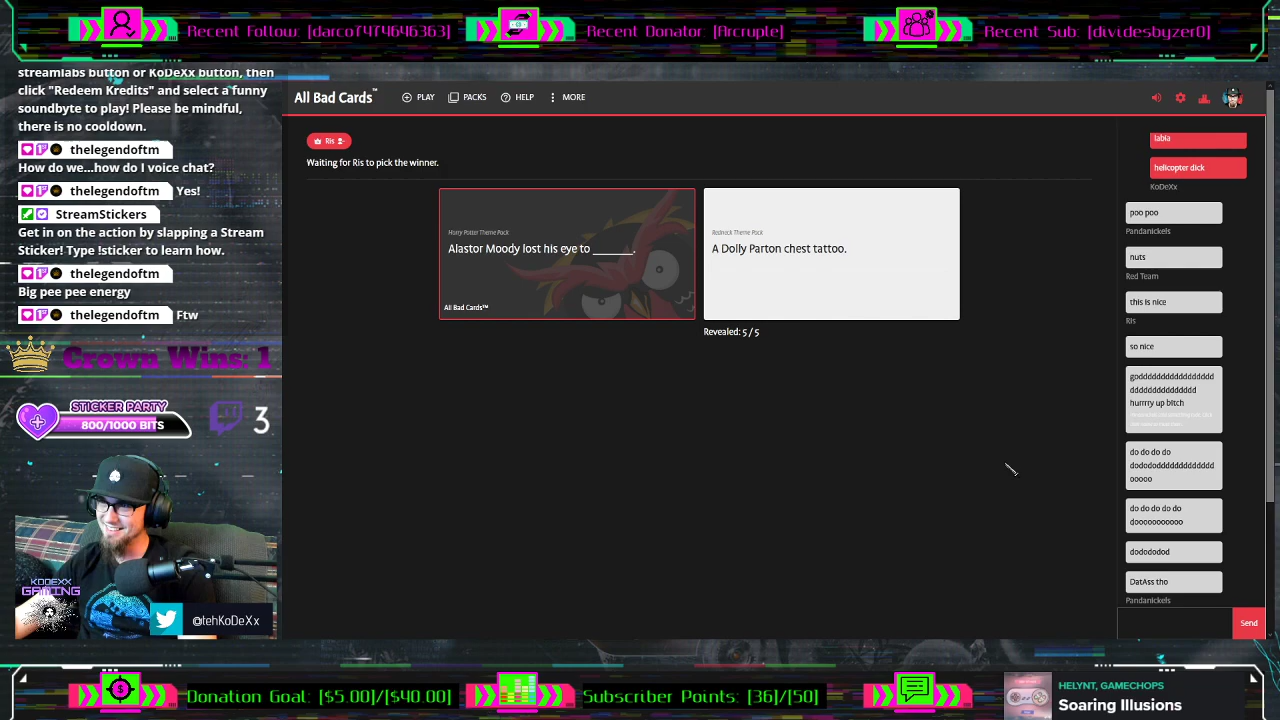 Recent Follow: [darco7474646363]
Recent Donator [Arcruple]
Recent Sub: [dividesbyzer0]
streamlabs button or KoDeXx button, then
click "Redeem Kredits" and select a funny
soundbyte to play! Please be mindful,
there is no cooldown.
thelegendoftm
How do we...how do I voice chat?
thelegendoftm Yes!
StreamStickers
Get in on the action by slapping a Stream
Sticker! Type !sticker to learn how.
thelegendoftm
Big pee pee energy
thelegendoftm Ftw
Crown Wins: 1
STICKER PARTY
800/1000 BITS
3
KODEXX
GAMING
@tehKoDeXx
All Bad Cards™
PLAY
PACKS
HELP
MORE
Ris
Waiting for Ris to pick the winner.
Harry Potter Theme Pack
Alastor Moody lost his eye to ______.
All Bad Cards™
Redneck Theme Pack
A Dolly Parton chest tattoo.
Revealed: 5 / 5
labia
helicopter dick
KoDeXx
poo poo
Pandanickels
nuts
Red Team
this is nice
Ris
so nice
godddddddddddddddddd
ddddddddddddddd
hurrry up bitch
do do do do
dodododdddddddddddd
ooooo
do do do do do
dooooooooooo
dodododod
DatAss tho
Pandanickels
Send
Donation Goal: [$5.00]/[$40.00]
Subscriber Points: [36]/[50]
HELYNT, GAMECHOPS
Soaring Illusions